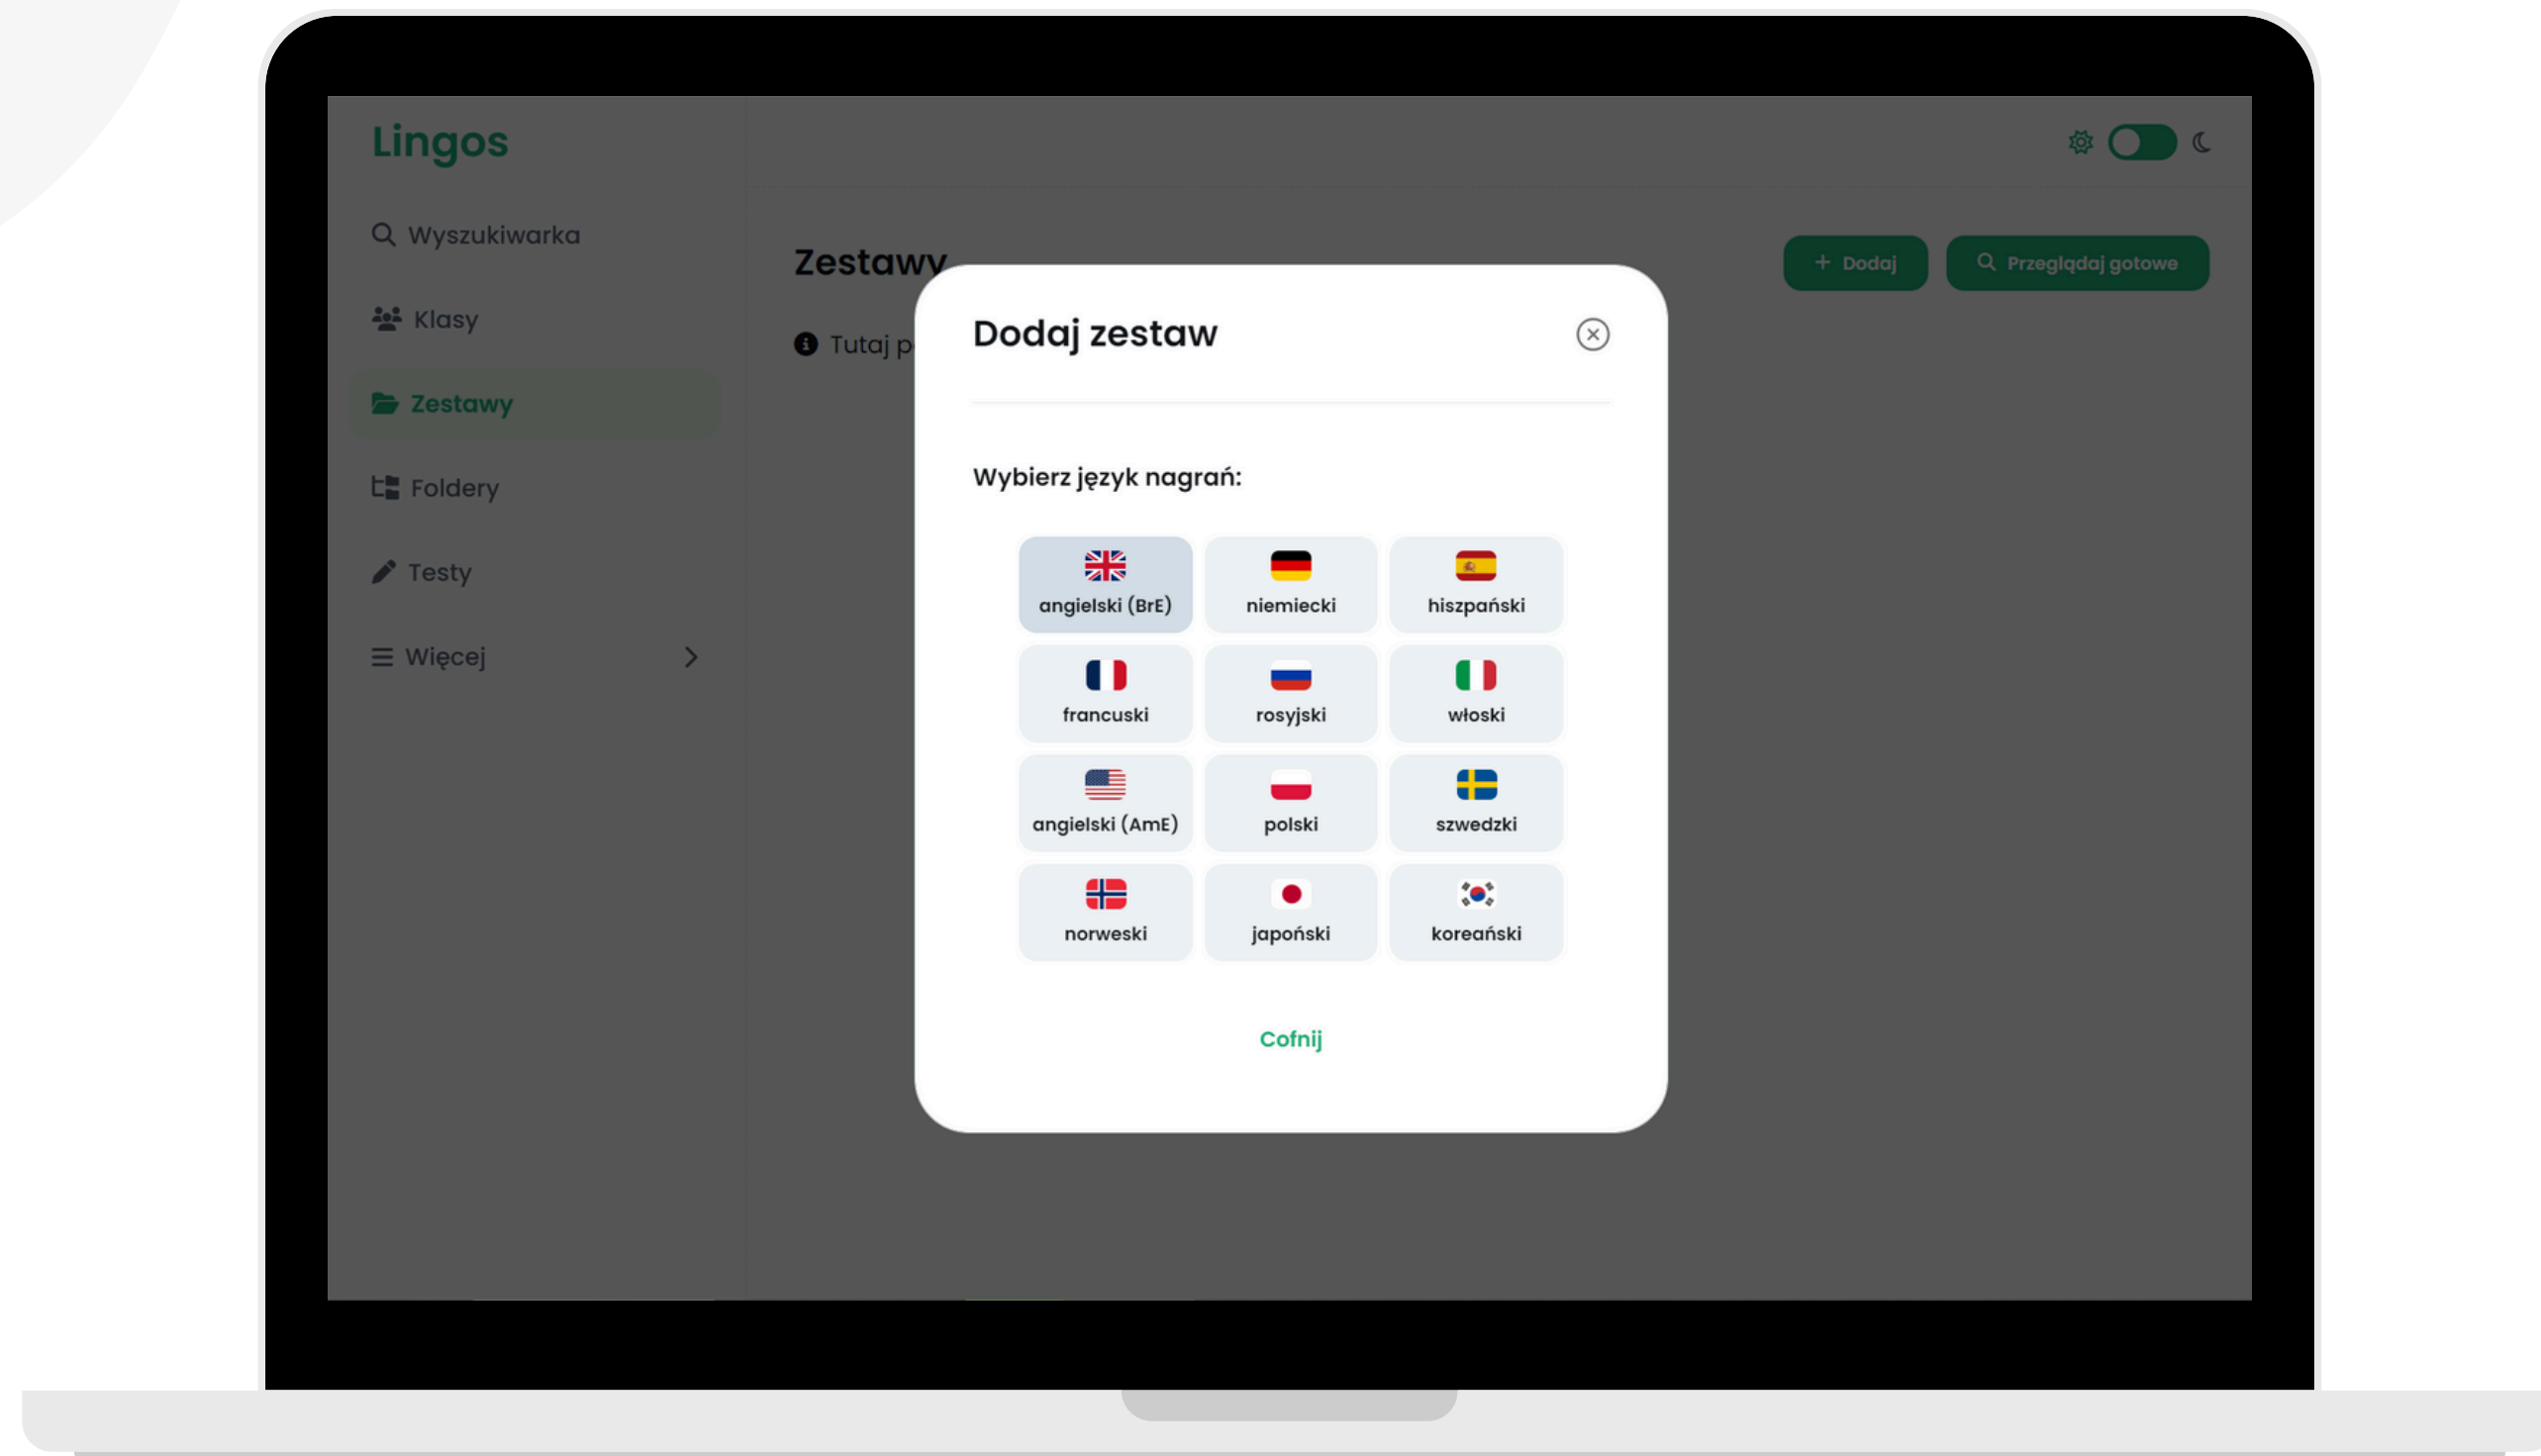 Lingos
Wyszukiwarka
Klasy
Zestawy
Foldery
Testy
Więcej
Zestawy
+ Dodaj
Przeglądaj gotowe
Tutaj
Dodaj zestaw
Wybierz język nagrań:
angielski (BrE)
niemiecki
hiszpański
francuski
rosyjski
włoski
angielski (AmE)
polski
szwedzki
norweski
japoński
koreański
Cofnij